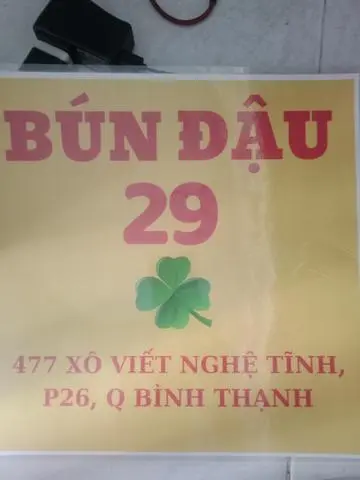 BÚN ĐẬU
29
477 XÔ VIẾT NGHỆ TĨNH,
P26, Q BÌNH THẠNH